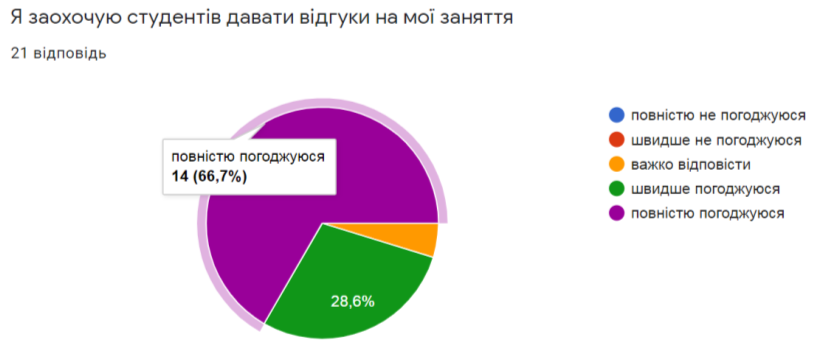 Я заохочую студентів давати відгуки на мої заняття
21 відповідь
повністю погоджуюся
14 (66,7%)
28,6%
повністю не погоджуюся
швидше не погоджуюся
важко відповісти
швидше погоджуюся
повністю погоджуюся